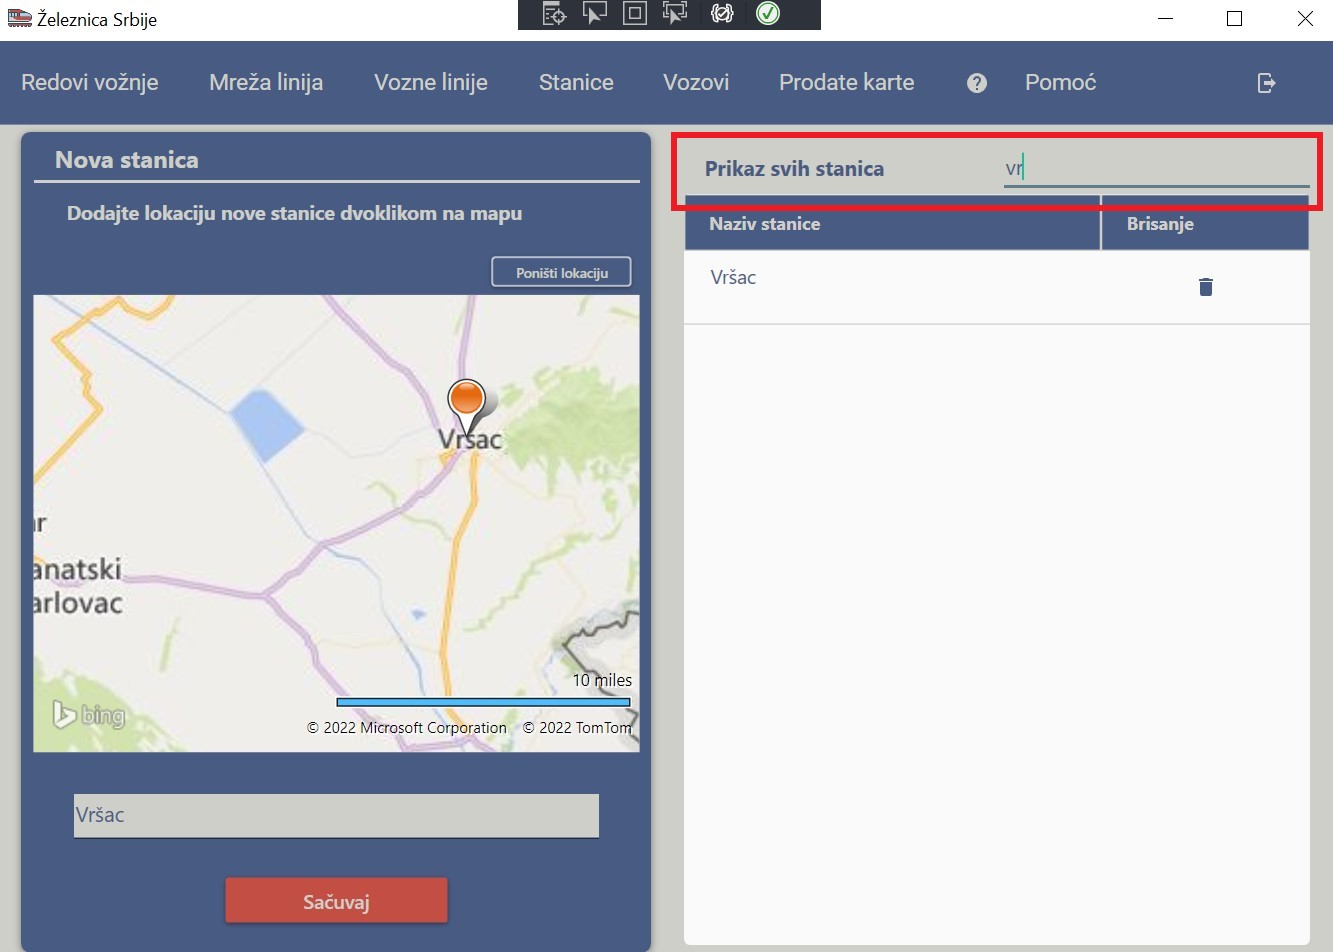 Železnica Srbije
Redovi vožnje Mreža linija Vozne linije Stanice Vozovi Prodate karte ? Pomoć
Nova stanica
Dodajte lokaciju nove stanice dvoklikom na mapu
Poništi lokaciju
Vršac
ar
anatski
arlovac
10 miles
bing
© 2022 Microsoft Corporation © 2022 TomTom
Vršac
Sačuvaj
Prikaz svih stanica vr
Naziv stanice Brisanje
Vršac